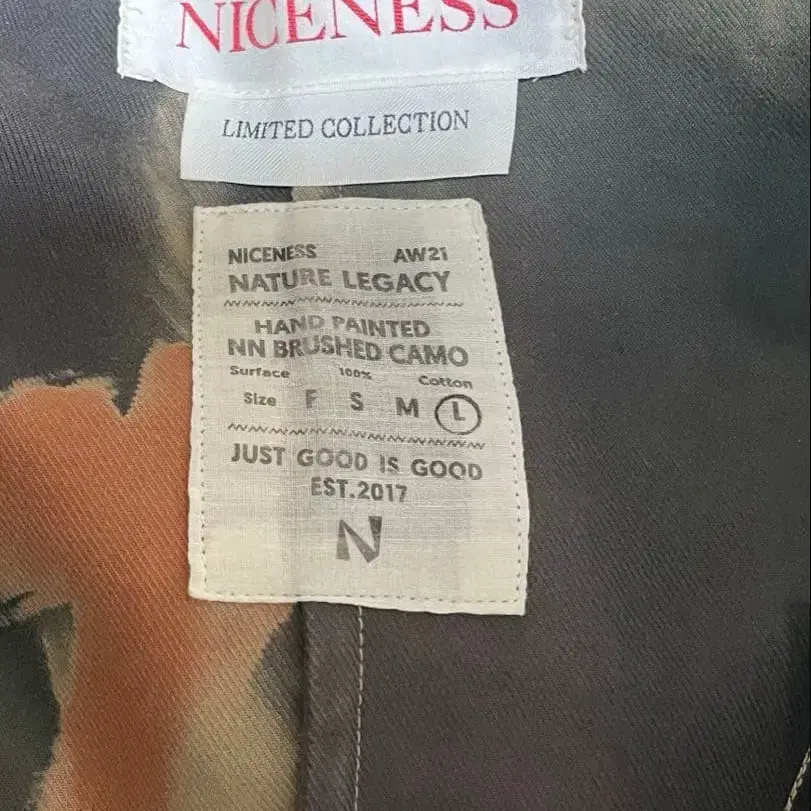 NICENESS
LIMITED COLLECTION
NICENESS AW21
NATURE LEGACY
HAND PAINTED
NN BRUSHED CAMO
Surface 100% Cotton
Size F S M L
JUST GOOD IS GOOD
EST.2017
N